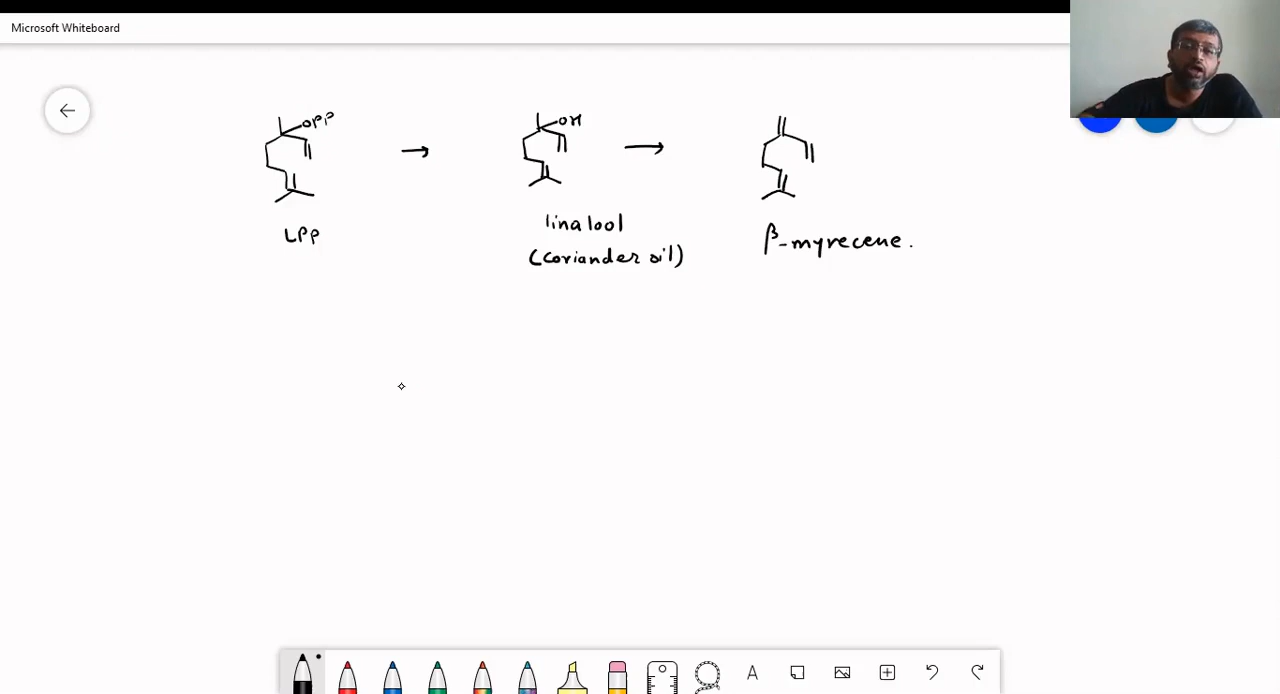 Microsoft Whiteboard
OPP
OH
LPP
linalool
(coriander oil)
β-myrecene.
A